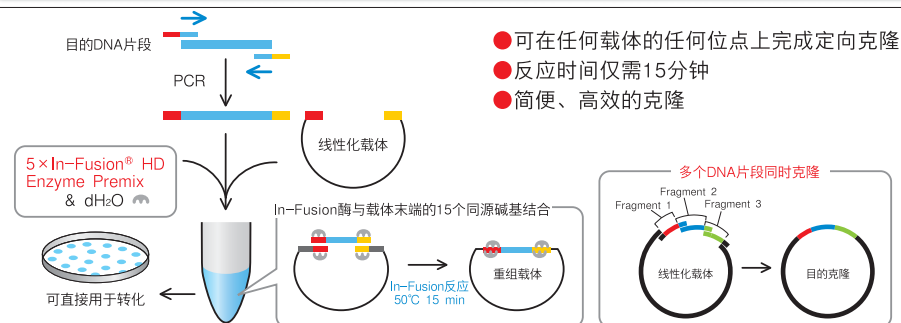 目的DNA片段
PCR
●可在任何载体的任何位点上完成定向克隆
●反应时间仅需15分钟
●简便、高效的克隆
线性化载体
5×In-Fusion® HD
Enzyme Premix
& dH₂O
可直接用于转化
In-Fusion酶与载体末端的15个同源碱基结合
In-Fusion反应
50℃ 15 min
重组载体
多个DNA片段同时克隆
Fragment 1
Fragment 2
Fragment 3
线性化载体
目的克隆